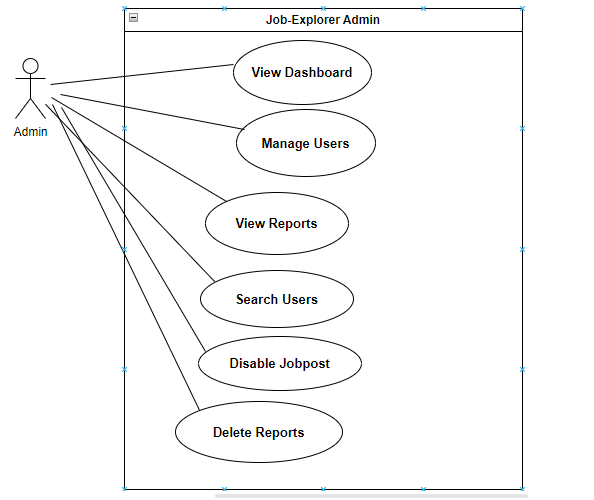 Job-Explorer Admin
View Dashboard
Admin
Manage Users
View Reports
Search Users
Disable Jobpost
Delete Reports